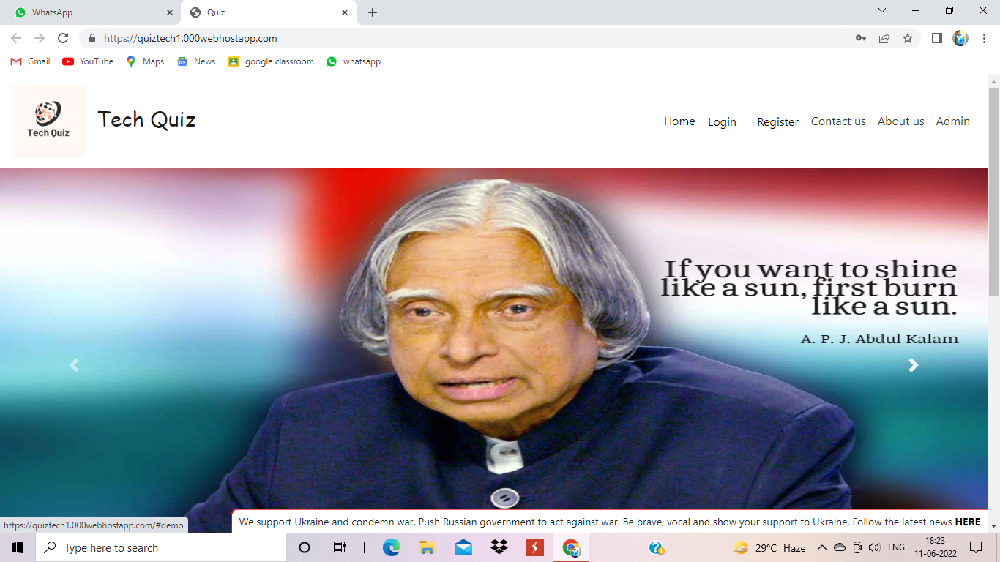 WhatsApp
Quiz
https://quiztech1.000webhostapp.com
Gmail
YouTube
Maps
News
google classroom
whatsapp
Tech Quiz
Tech Quiz
Home
Login
Register
Contact us
About us
Admin
If you want to shine
like a sun, first burn
like a sun.
A. P. J. Abdul Kalam
https://quiztech1.000webhostapp.com/#demo
We support Ukraine and condemn war. Push Russian government to act against war. Be brave, vocal and show your support to Ukraine. Follow the latest news HERE
Type here to search
29°C Haze
ENG
18:23
11-06-2022